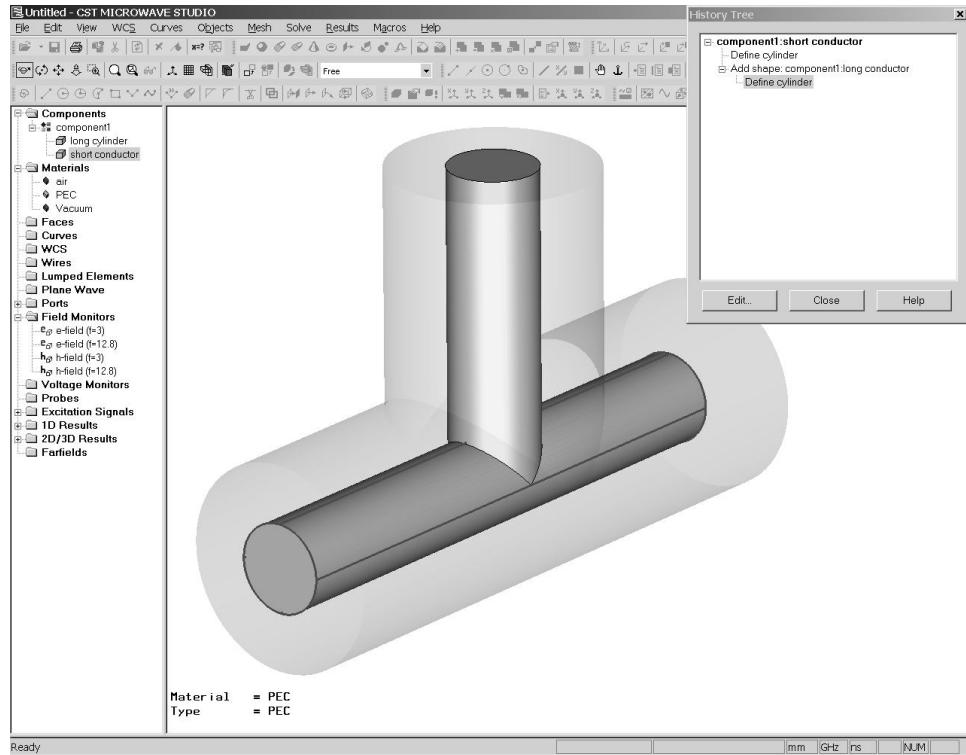 Untitled - CST MICROWAVE STUDIO
File Edit View WCS Curves Objects Mesh Solve Results Macros Help
Free
Components
component1
long cylinder
short conductor
Materials
air
PEC
Vacuum
Faces
Curves
WCS
Wires
Lumped Elements
Plane Wave
Ports
Field Monitors
e-field (f=3)
e-field (f=12.8)
h-field (f=3)
h-field (f=12.8)
Voltage Monitors
Probes
Excitation Signals
1D Results
2D/3D Results
Farfields
History Tree
component1:short conductor
Define cylinder
Add shape: component1:long conductor
Define cylinder
Edit... Close Help
Material = PEC
Type = PEC
Ready
mm GHz ns NUM